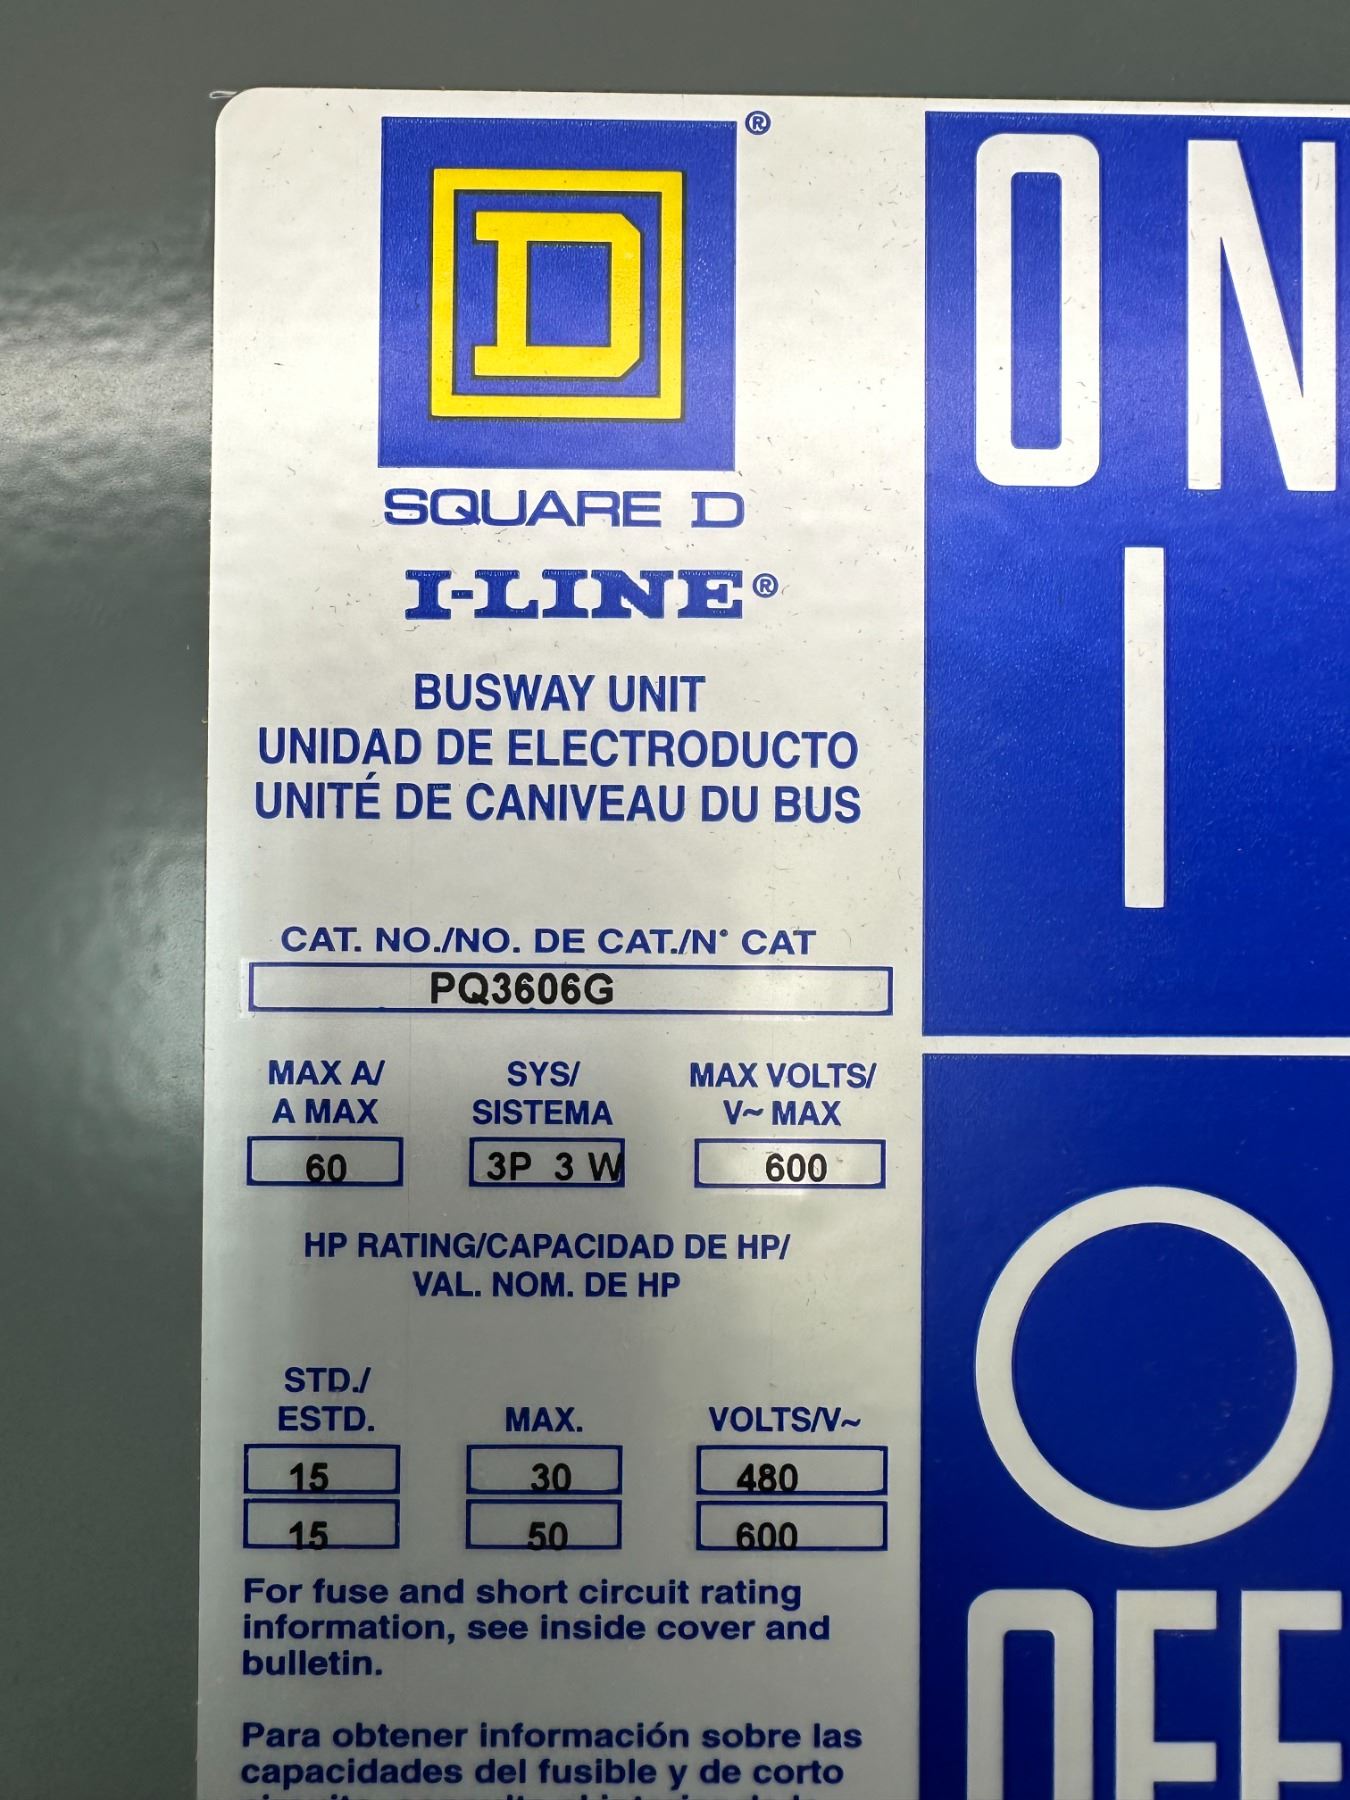 D ®
SQUARE D
I-LINE®
BUSWAY UNIT
UNIDAD DE ELECTRODUCTO
UNITÉ DE CANIVEAU DU BUS
CAT. NO./NO. DE CAT./N° CAT
PQ3606G
MAX A/ SYS/ MAX VOLTS/
A MAX SISTEMA V~ MAX
60 3P 3 W 600
HP RATING/CAPACIDAD DE HP/
VAL. NOM. DE HP
STD./
ESTD. MAX. VOLTS/V~
15 30 480
15 50 600
For fuse and short circuit rating
information, see inside cover and
bulletin.
Para obtener información sobre las
capacidades del fusible y de corto
ON
I
O
OFF